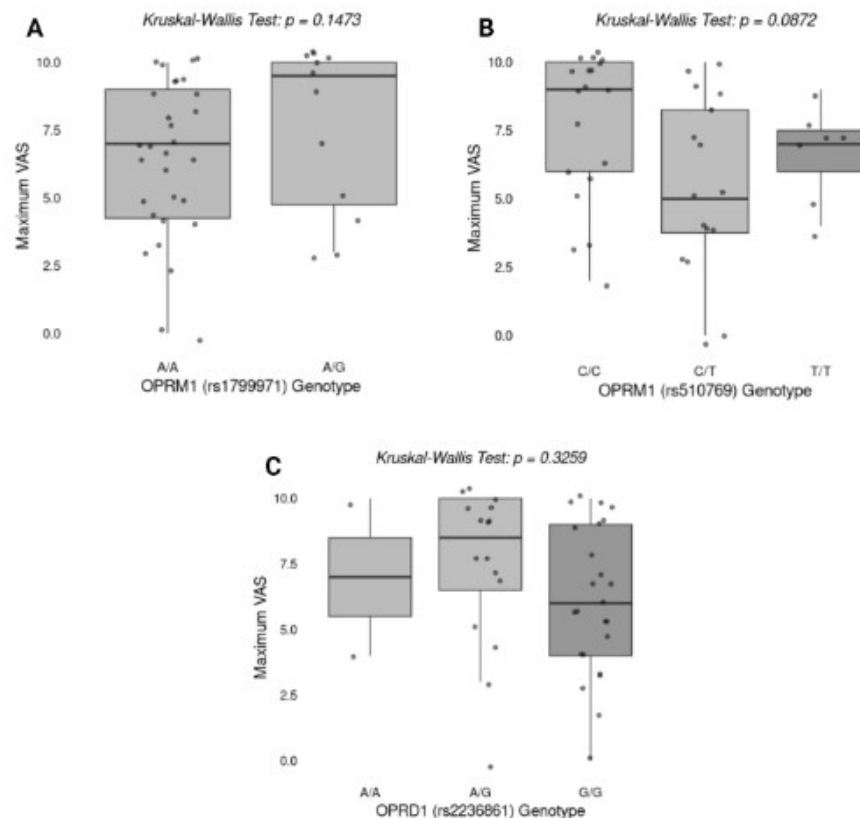 A
Kruskal-Wallis Test: p = 0.1473
Maximum VAS
10.0
7.5
5.0
2.5
0.0
A/A
A/G
OPRM1 (rs1799971) Genotype
B
Kruskal-Wallis Test: p = 0.0872
Maximum VAS
10.0
7.5
5.0
2.5
0.0
C/C
C/T
T/T
OPRM1 (rs510769) Genotype
C
Kruskal-Wallis Test: p = 0.3259
Maximum VAS
10.0
7.5
5.0
2.5
0.0
A/A
A/G
G/G
OPRD1 (rs2236861) Genotype